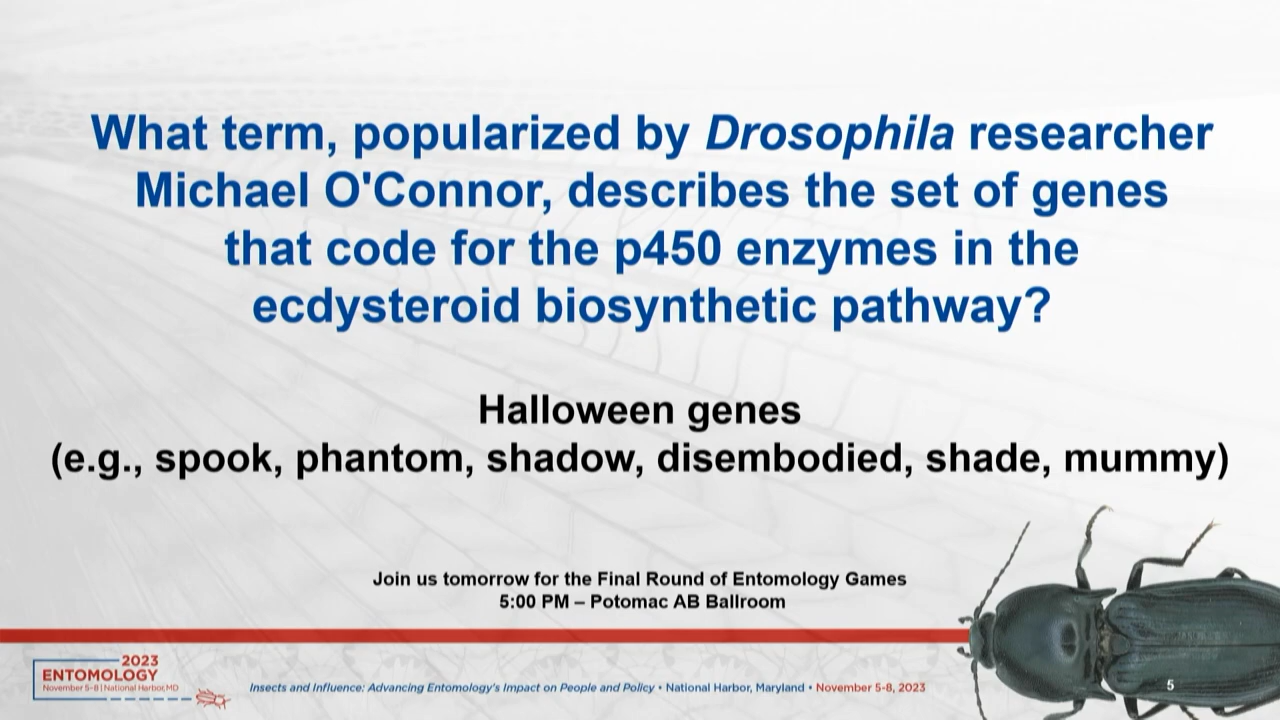 What term, popularized by Drosophila researcher
Michael O'Connor, describes the set of genes
that code for the p450 enzymes in the
ecdysteroid biosynthetic pathway?
Halloween genes
(e.g., spook, phantom, shadow, disembodied, shade, mummy)
Join us tomorrow for the Final Round of Entomology Games
5:00 PM – Potomac AB Ballroom
2023
ENTOMOLOGY
November 5-8 | National Harbor, MD
Insects and Influence: Advancing Entomology's Impact on People and Policy • National Harbor, Maryland • November 5-8, 2023
5